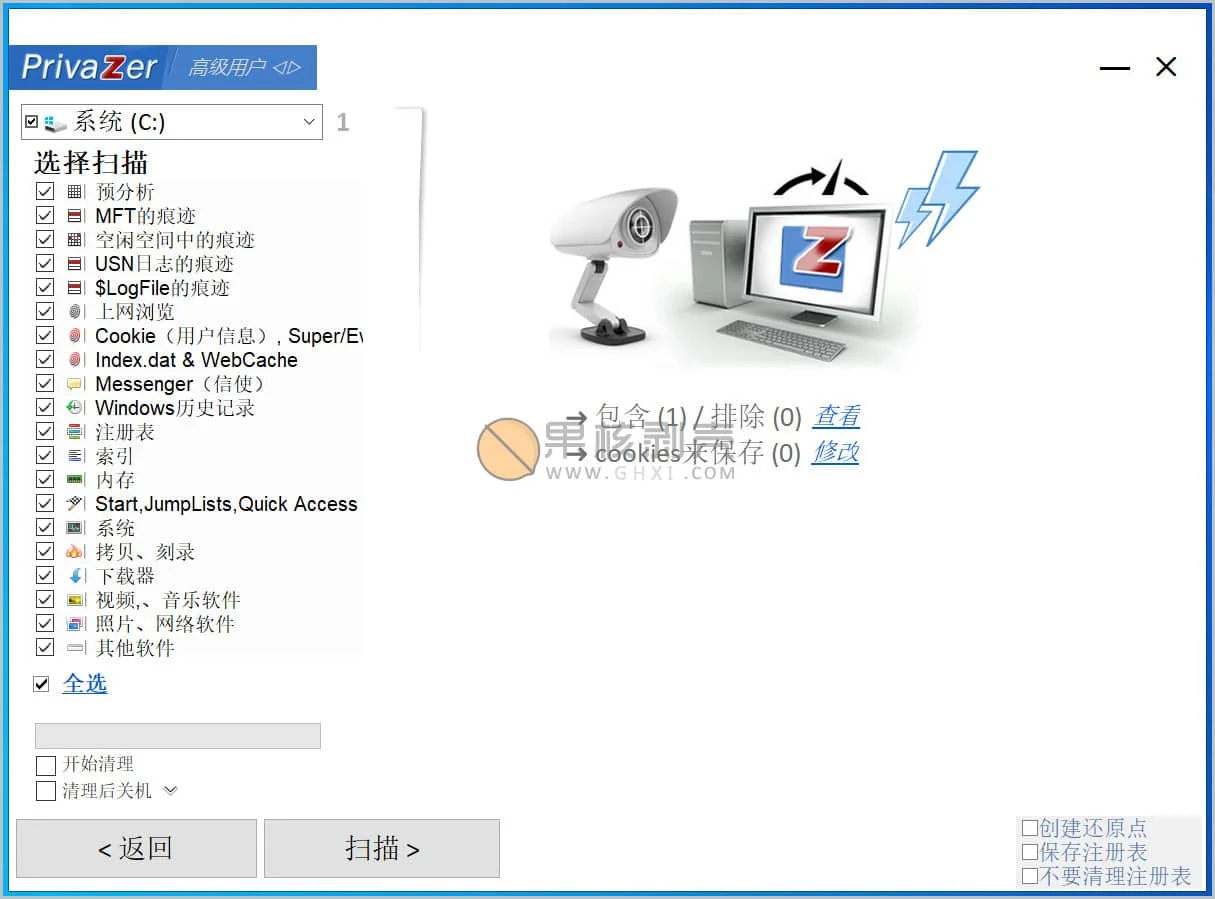 PrivaZer 高级用户
系统 (C:) 1
选择扫描
预分析
MFT的痕迹
空闲空间中的痕迹
USN日志的痕迹
$LogFile的痕迹
上网浏览
Cookie（用户信息）, Super/Ev
Index.dat & WebCache
Messenger（信使）
Windows历史记录
注册表
索引
内存
Start,JumpLists,Quick Access
系统
拷贝、刻录
下载器
视频,、音乐软件
照片、网络软件
其他软件
全选
开始清理
清理后关机
< 返回
扫描 >
Z
→ 包含 (1) / 排除 (0) 查看
→ cookies来保存 (0) 修改
果核剥壳
WWW.GHXI.COM
创建还原点
保存注册表
不要清理注册表